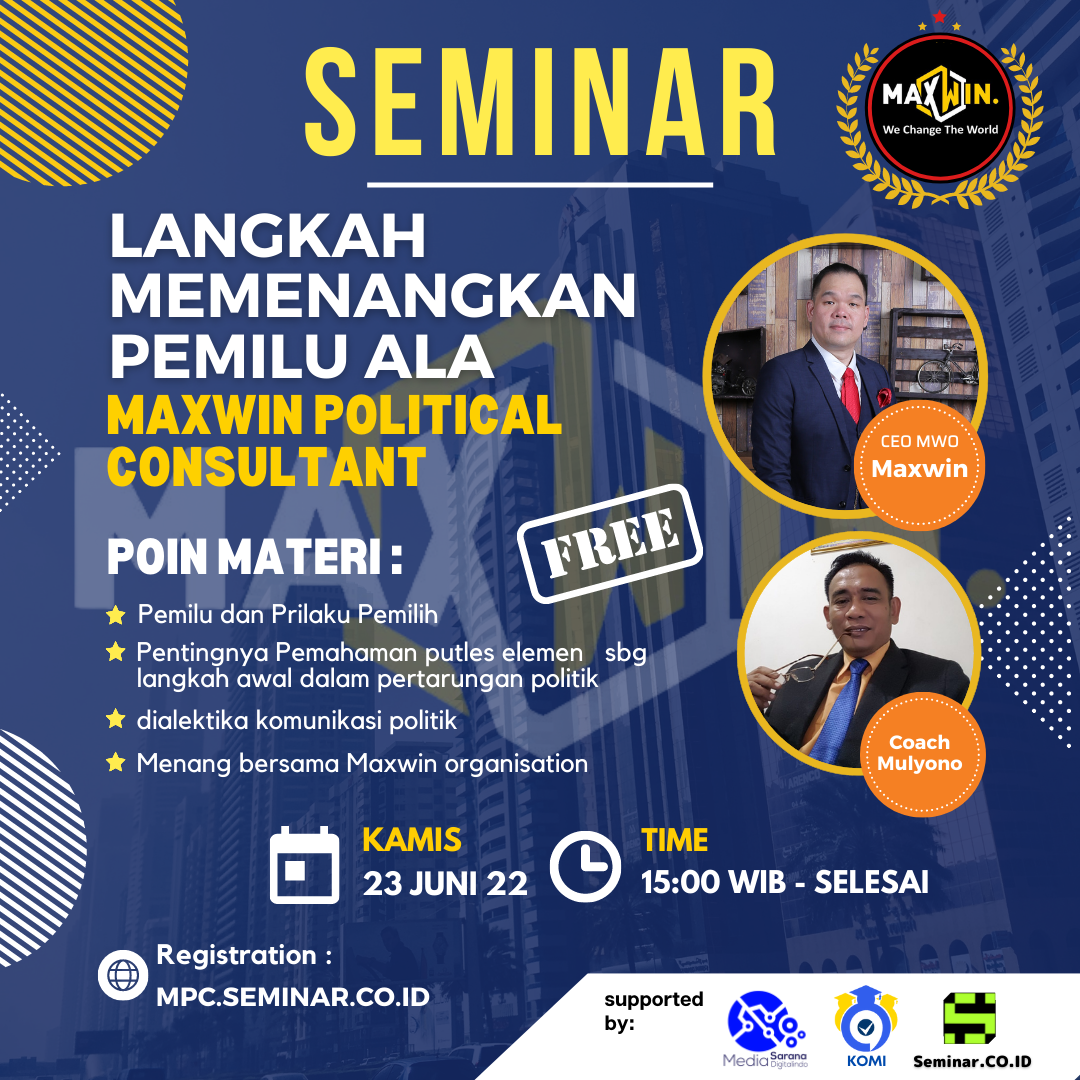 SEMINAR
MAXWIN.
We Change The World
LANGKAH
MEMENANGKAN
PEMILU ALA
MAXWIN POLITICAL
CONSULTANT
CEO MWO
Maxwin
FREE
POIN MATERI :
Pemilu dan Prilaku Pemilih
Pentingnya Pemahaman putles elemen sbg
langkah awal dalam pertarungan politik
dialektika komunikasi politik
Menang bersama Maxwin organisation
Coach
Mulyono
KAMIS
23 JUNI 22
TIME
15:00 WIB - SELESAI
Registration :
MPC.SEMINAR.CO.ID
supported
by:
Media Sarana
Digitalindo
KOMI
Seminar.CO.ID
MAXWIN.